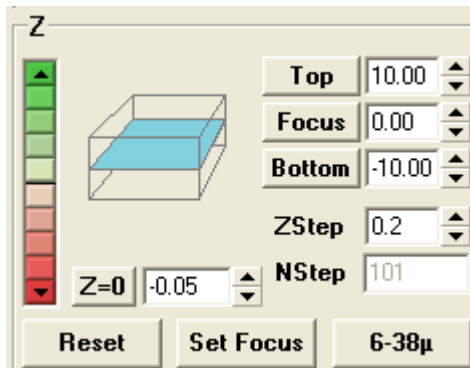 Z
Top 10.00
Focus 0.00
Bottom -10.00
ZStep 0.2
Z=0 -0.05 NStep 101
Reset Set Focus 6-38µ